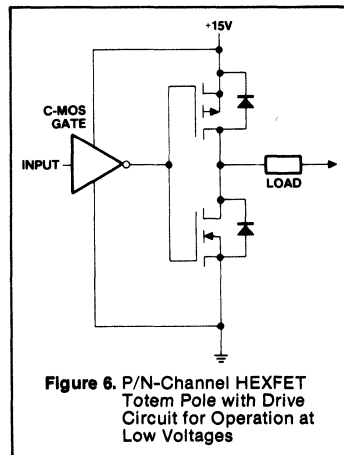 +15V
C-MOS
GATE
INPUT
LOAD
Figure 6. P/N-Channel HEXFET
Totem Pole with Drive
Circuit for Operation at
Low Voltages